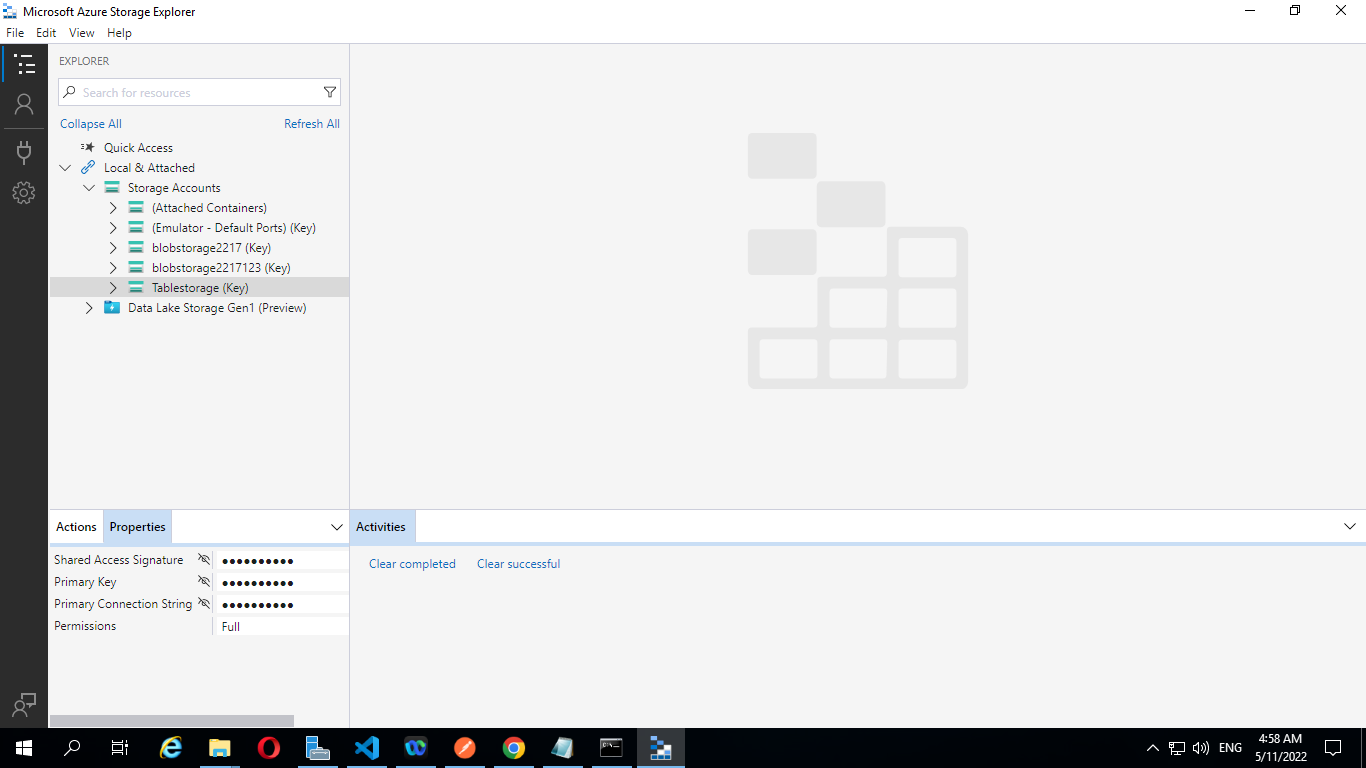 Microsoft Azure Storage Explorer
File Edit View Help
EXPLORER
Search for resources
Collapse All Refresh All
Quick Access
Local & Attached
Storage Accounts
(Attached Containers)
(Emulator - Default Ports) (Key)
blobstorage2217 (Key)
blobstorage2217123 (Key)
Tablestorage (Key)
Data Lake Storage Gen1 (Preview)
Actions Properties
Shared Access Signature ●●●●●●●●●●
Primary Key ●●●●●●●●●●
Primary Connection String ●●●●●●●●●●
Permissions Full
Activities
Clear completed Clear successful
ENG
4:58 AM
5/11/2022